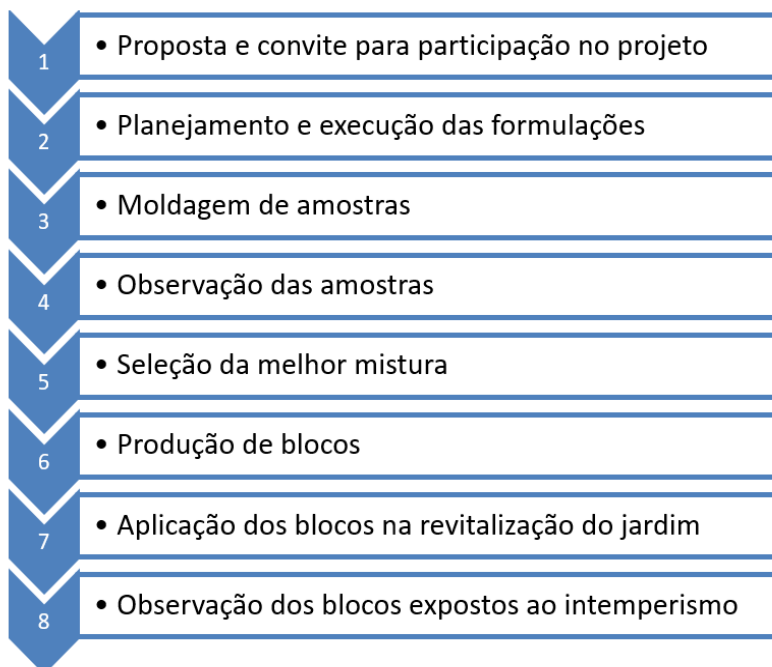 1 • Proposta e convite para participação no projeto
2 • Planejamento e execução das formulações
3 • Moldagem de amostras
4 • Observação das amostras
5 • Seleção da melhor mistura
6 • Produção de blocos
7 • Aplicação dos blocos na revitalização do jardim
8 • Observação dos blocos expostos ao intemperismo